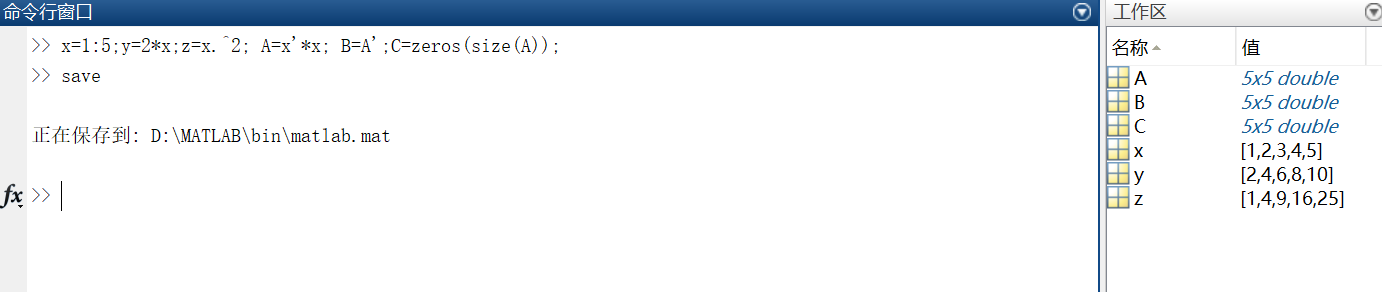 命令行窗口
>> x=1:5;y=2*x;z=x.^2; A=x'*x; B=A';C=zeros(size(A));
>> save
正在保存到: D:\MATLAB\bin\matlab.mat
fx >>
工作区
名称 值
A 5x5 double
B 5x5 double
C 5x5 double
x [1,2,3,4,5]
y [2,4,6,8,10]
z [1,4,9,16,25]